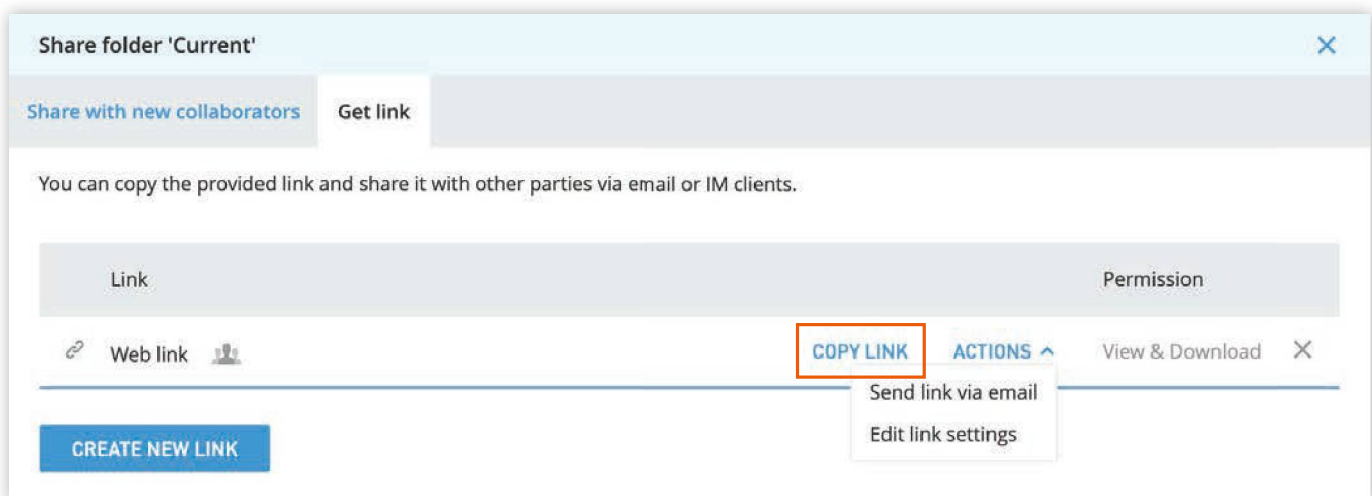 Share folder 'Current'
Share with new collaborators Get link
You can copy the provided link and share it with other parties via email or IM clients.
Link Permission
Web link COPY LINK ACTIONS View & Download
Send link via email
Edit link settings
CREATE NEW LINK